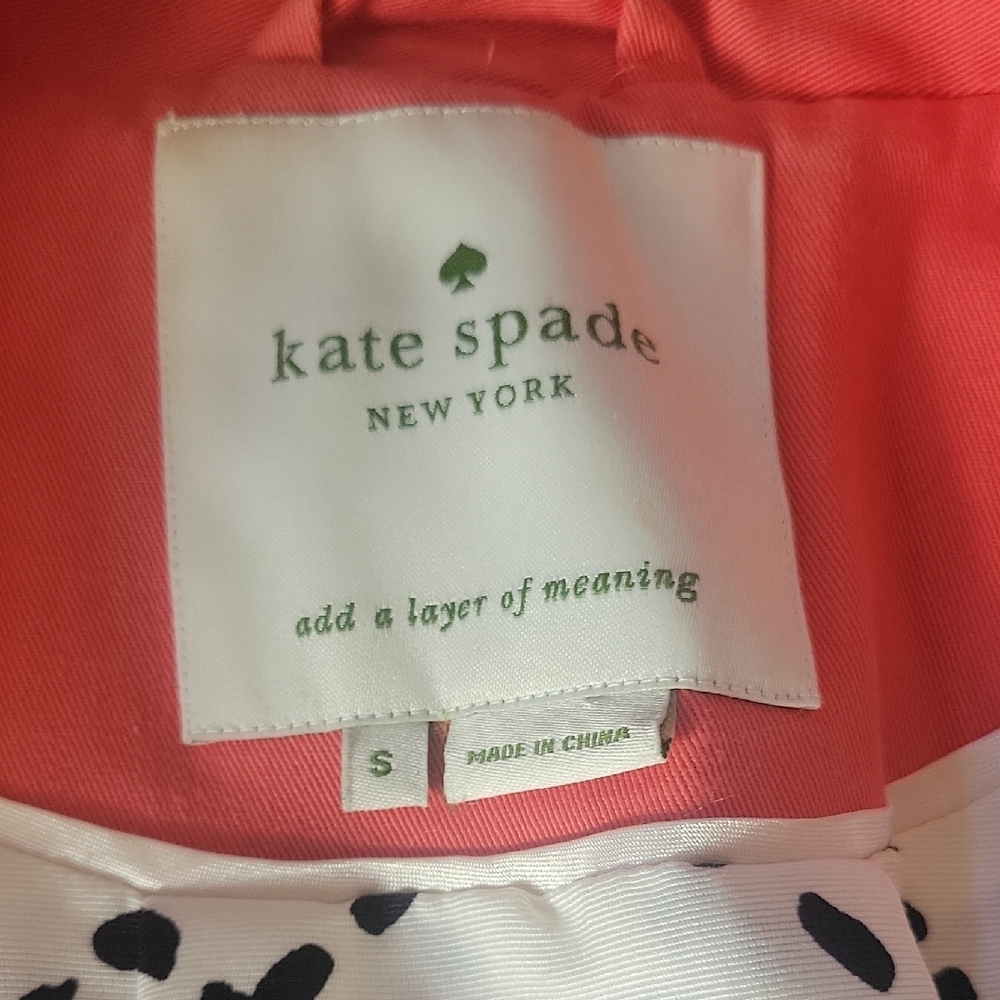 kate spade
NEW YORK
add a layer of meaning
S
MADE IN CHINA